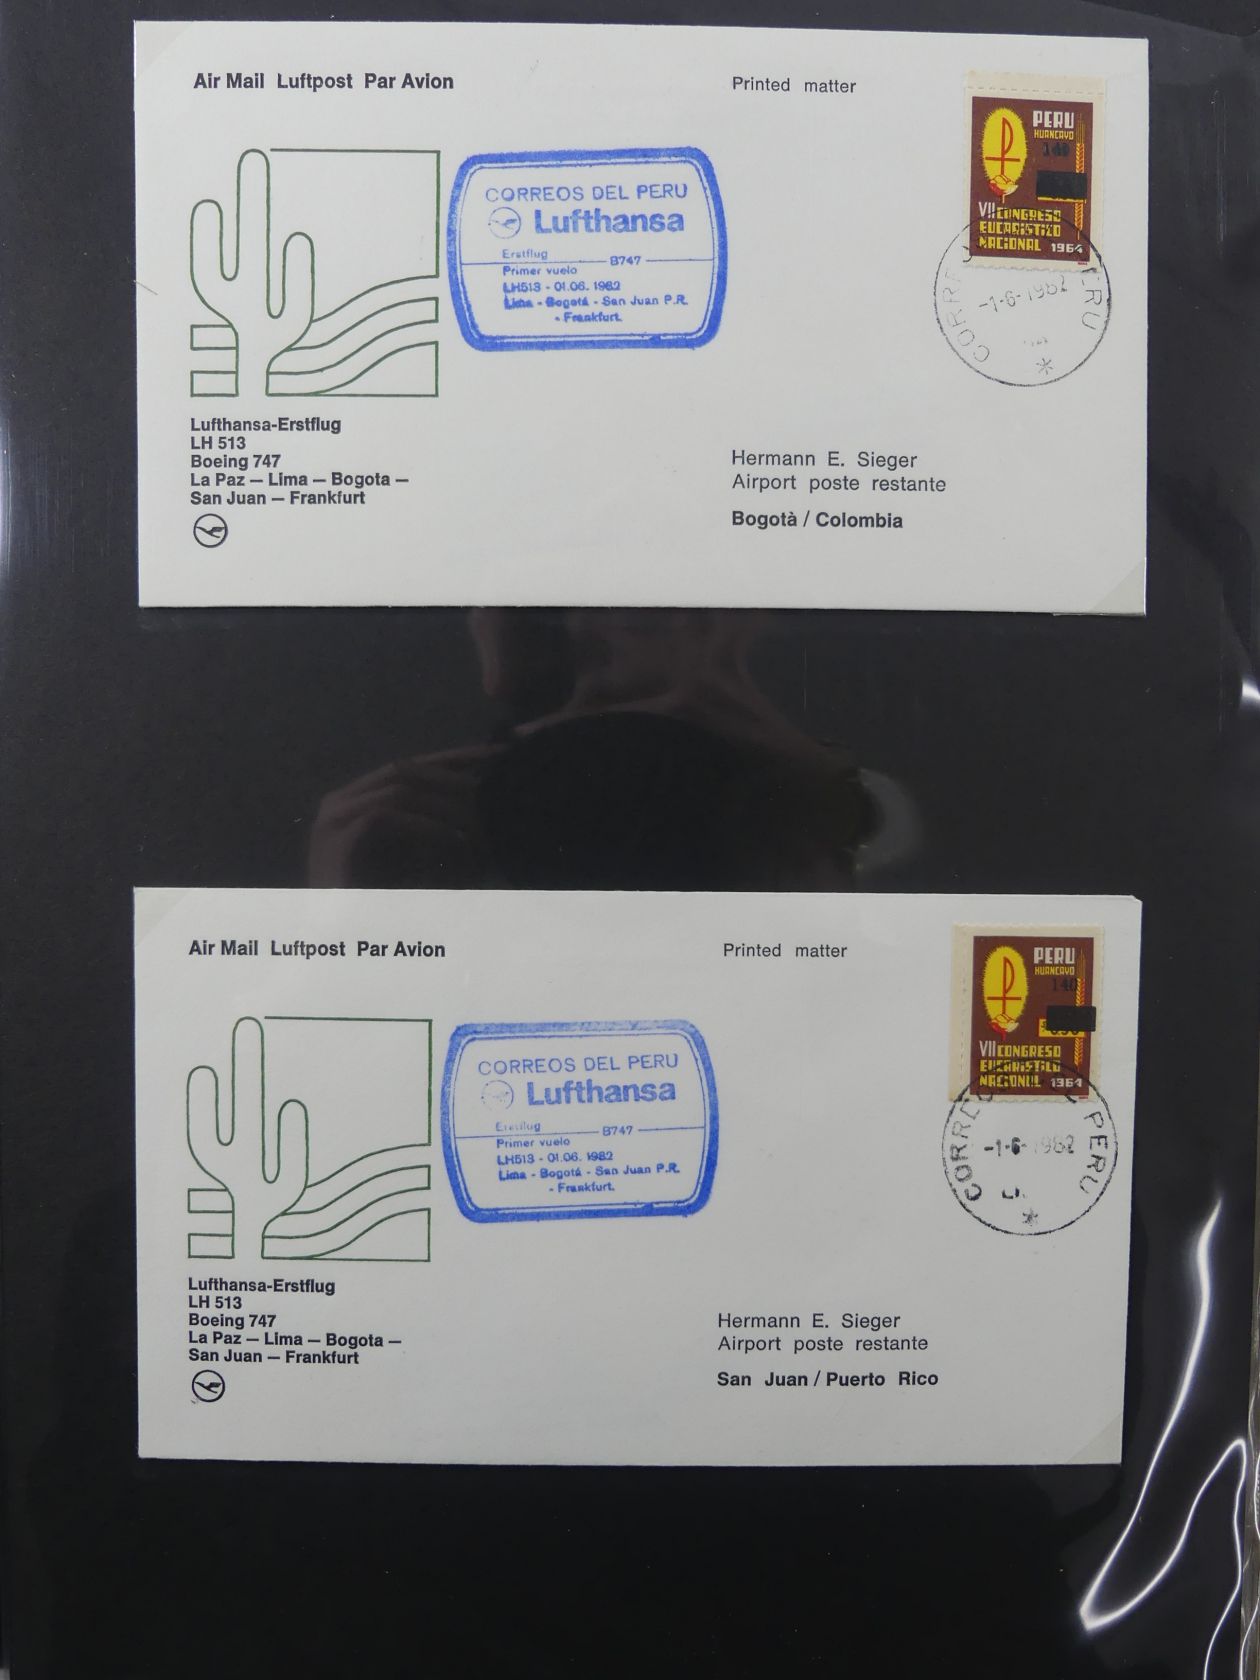 Air Mail Luftpost Par Avion
Printed matter
PERU
HUANCAYO
140
VII CONGRESO
EUCARISTICO
NACIONAL 1964
CORREOS DEL PERU
Lufthansa
Erstflug
B747
Primer vuelo
LH513 - 01.06. 1982
Lima - Bogotá - San Juan P.R.
- Frankfurt.
PERU
-1-6-1982
Lufthansa-Erstflug
LH 513
Boeing 747
La Paz – Lima – Bogota –
San Juan – Frankfurt
Hermann E. Sieger
Airport poste restante
Bogotà / Colombia
Air Mail Luftpost Par Avion
Printed matter
PERU
HUANCAYO
140
VII CONGRESO
EUCARISTICO
NACIONAL 1964
CORREOS DEL PERU
Lufthansa
Erstflug
B747
Primer vuelo
LH513 - 01.06. 1982
Lima - Bogotá - San Juan P.R.
- Frankfurt.
PERU
-1-6-1982
Lufthansa-Erstflug
LH 513
Boeing 747
La Paz – Lima – Bogota –
San Juan – Frankfurt
Hermann E. Sieger
Airport poste restante
San Juan / Puerto Rico